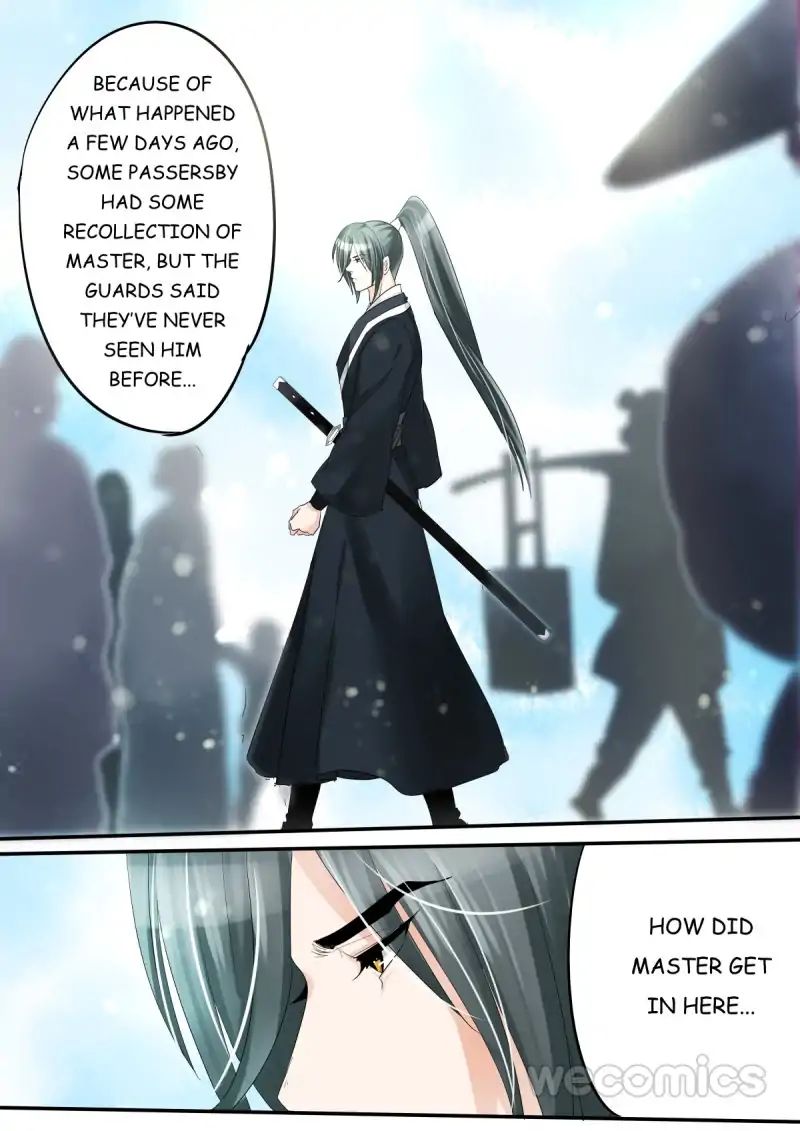 BECAUSE OF
WHAT HAPPENED
A FEW DAYS AGO,
SOME PASSERSBY
HAD SOME
RECOLLECTION OF
MASTER, BUT THE
GUARDS SAID
THEY'VE NEVER
SEEN HIM
BEFORE...
HOW DID
MASTER GET
IN HERE...
wecomics